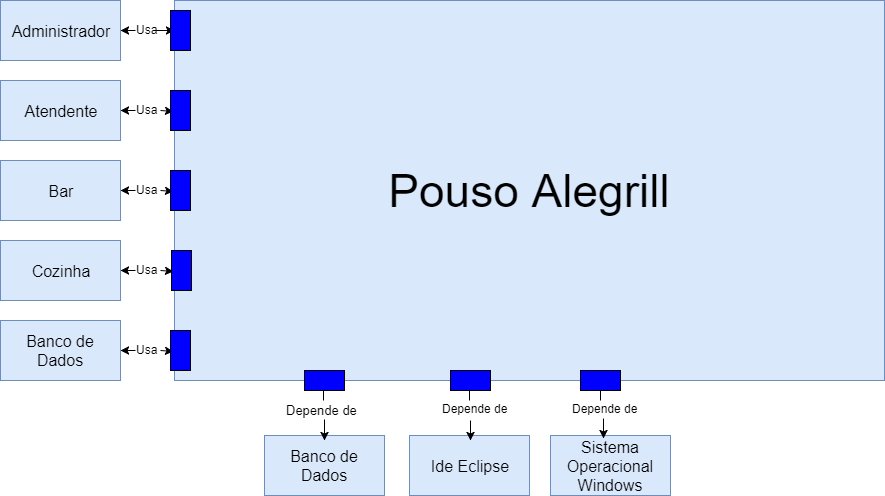 Administrador
Usa
Atendente
Usa
Bar
Usa
Cozinha
Usa
Banco de
Dados
Usa
Pouso Alegrill
Depende de
Depende de
Depende de
Banco de
Dados
Ide Eclipse
Sistema
Operacional
Windows